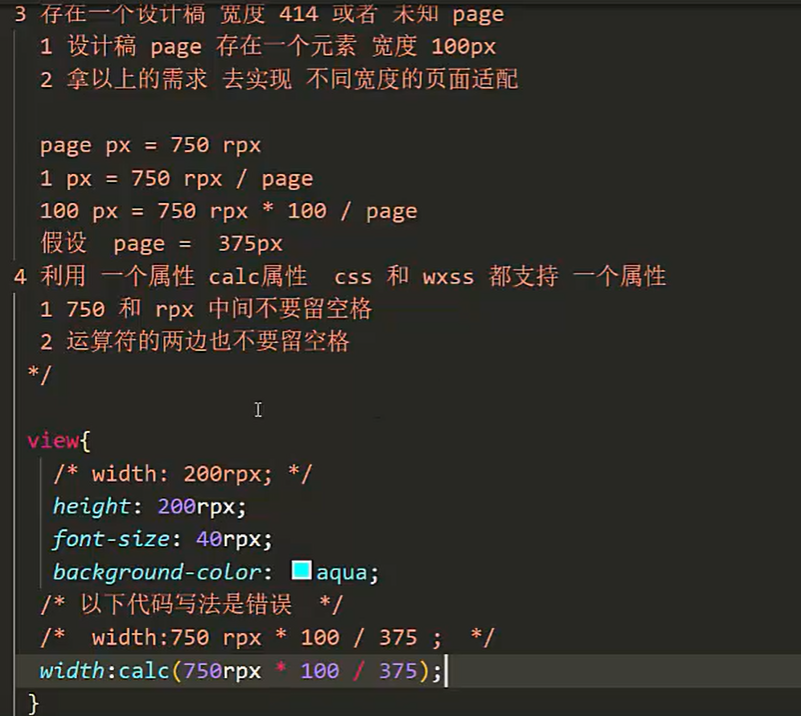 3 存在一个设计稿 宽度 414 或者 未知 page
1 设计稿 page 存在一个元素 宽度 100px
2 拿以上的需求 去实现 不同宽度的页面适配
page px = 750 rpx
1 px = 750 rpx / page
100 px = 750 rpx * 100 / page
假设 page = 375px
4 利用 一个属性 calc属性 css 和 wxss 都支持 一个属性
1 750 和 rpx 中间不要留空格
2 运算符的两边也不要留空格
*/
view{
/* width: 200rpx; */
height: 200rpx;
font-size: 40rpx;
background-color: aqua;
/* 以下代码写法是错误 */
/* width:750 rpx * 100 / 375 ; */
width:calc(750rpx * 100 / 375);
}